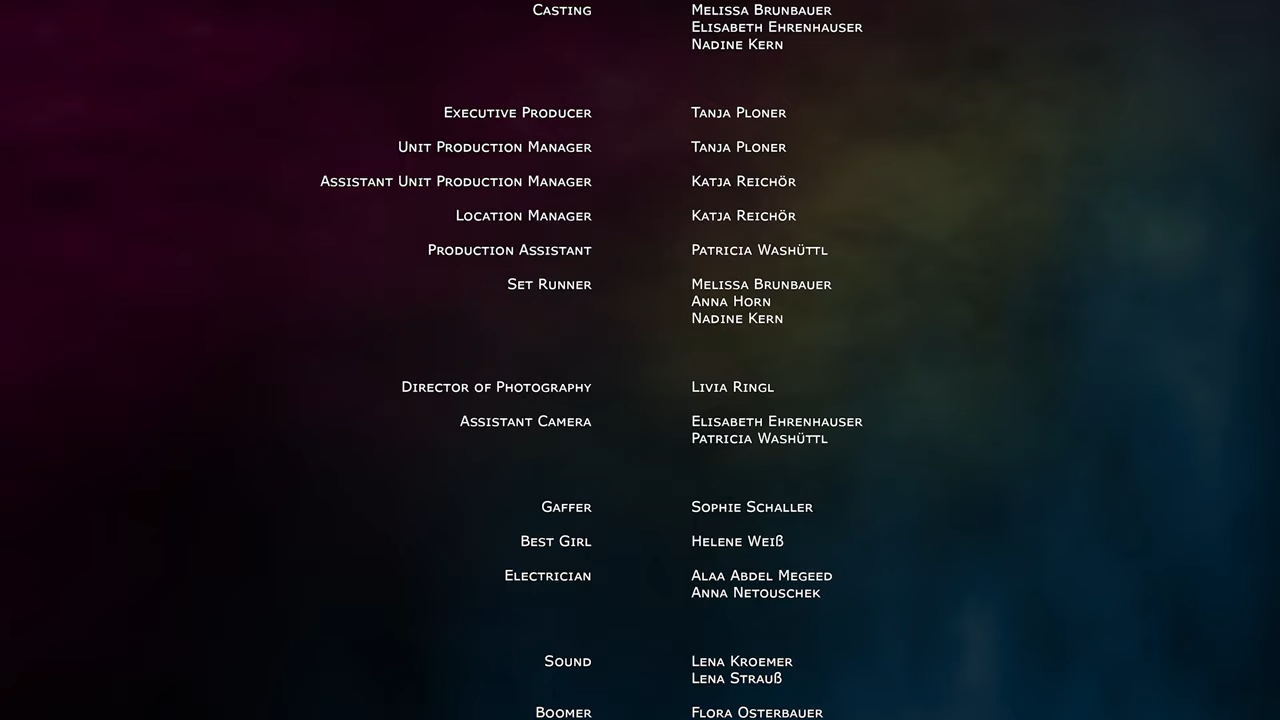 Casting Melissa Brunbauer
Elisabeth Ehrenhauser
Nadine Kern
Executive Producer Tanja Ploner
Unit Production Manager Tanja Ploner
Assistant Unit Production Manager Katja Reichör
Location Manager Katja Reichör
Production Assistant Patricia Washüttl
Set Runner Melissa Brunbauer
Anna Horn
Nadine Kern
Director of Photography Livia Ringl
Assistant Camera Elisabeth Ehrenhauser
Patricia Washüttl
Gaffer Sophie Schaller
Best Girl Helene Weiß
Electrician Alaa Abdel Megeed
Anna Netouschek
Sound Lena Kroemer
Lena Strauß
Boomer Flora Osterbauer